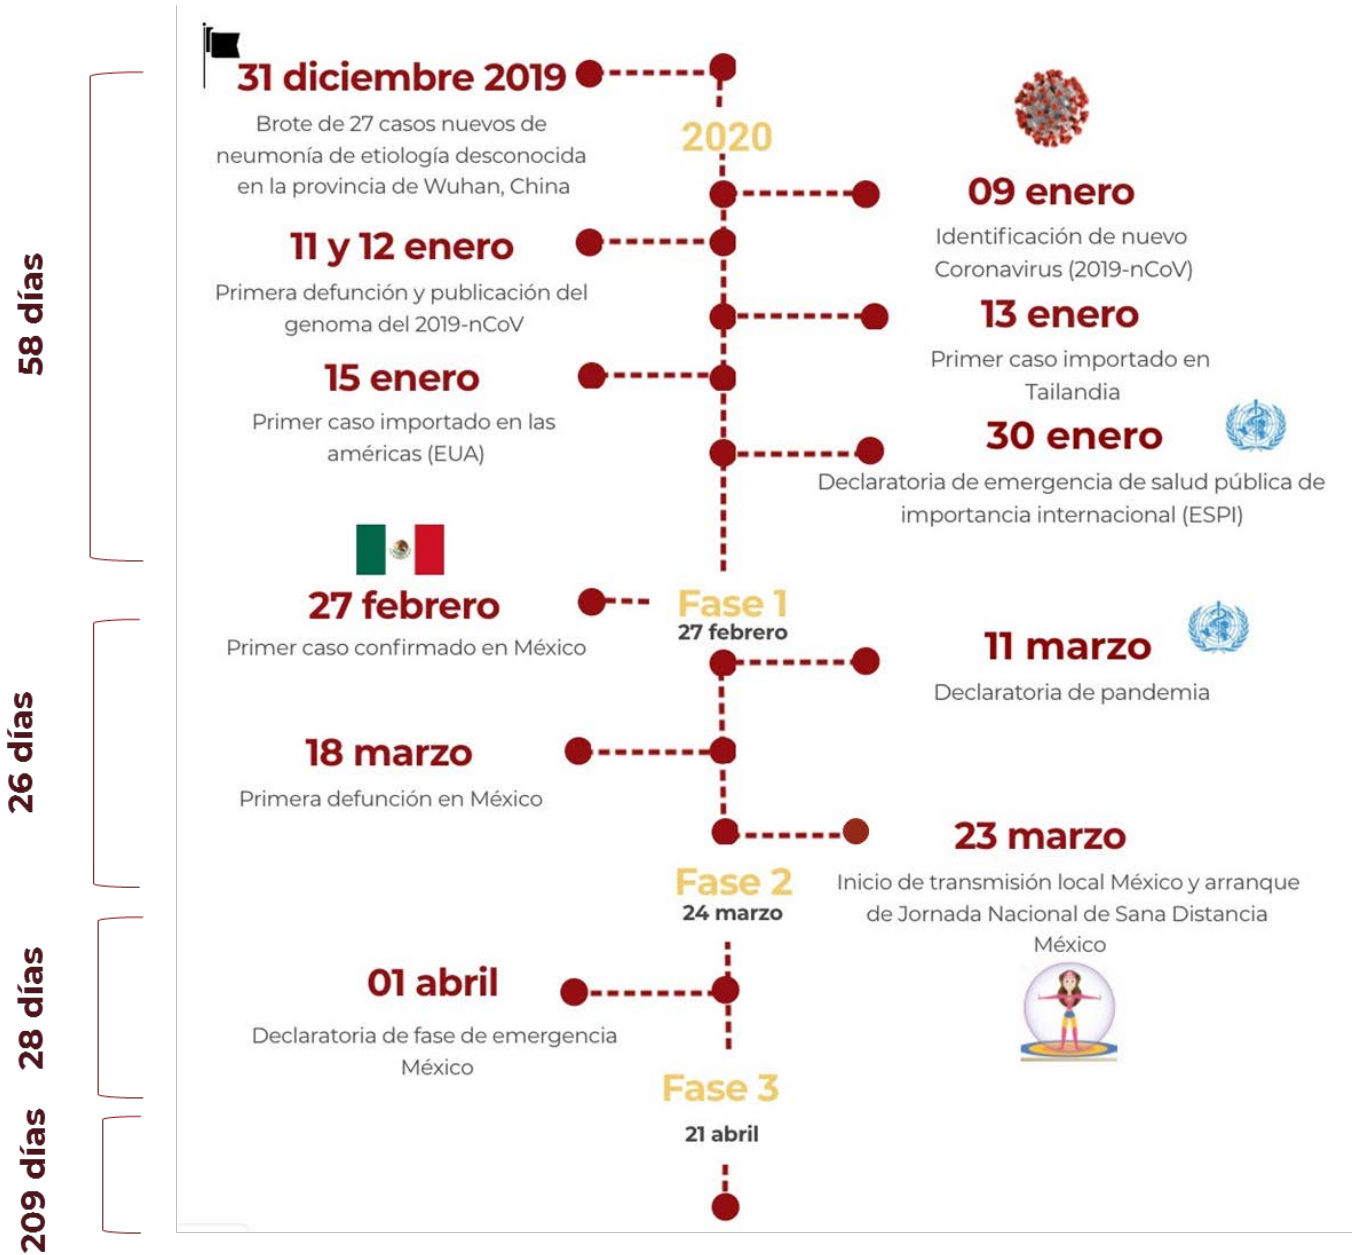 31 diciembre 2019
Brote de 27 casos nuevos de
neumonía de etiología desconocida
en la provincia de Wuhan, China
2020
09 enero
Identificación de nuevo
Coronavirus (2019-nCoV)
11 y 12 enero
Primera defunción y publicación del
genoma del 2019-nCoV
13 enero
Primer caso importado en
Tailandia
15 enero
Primer caso importado en las
américas (EUA)
30 enero
Declaratoria de emergencia de salud pública de
importancia internacional (ESPI)
58 días
27 febrero
Primer caso confirmado en México
Fase 1
27 febrero
11 marzo
Declaratoria de pandemia
18 marzo
Primera defunción en México
23 marzo
Inicio de transmisión local México y arranque
de Jornada Nacional de Sana Distancia
México
26 días
Fase 2
24 marzo
01 abril
Declaratoria de fase de emergencia
México
28 días
Fase 3
21 abril
209 días